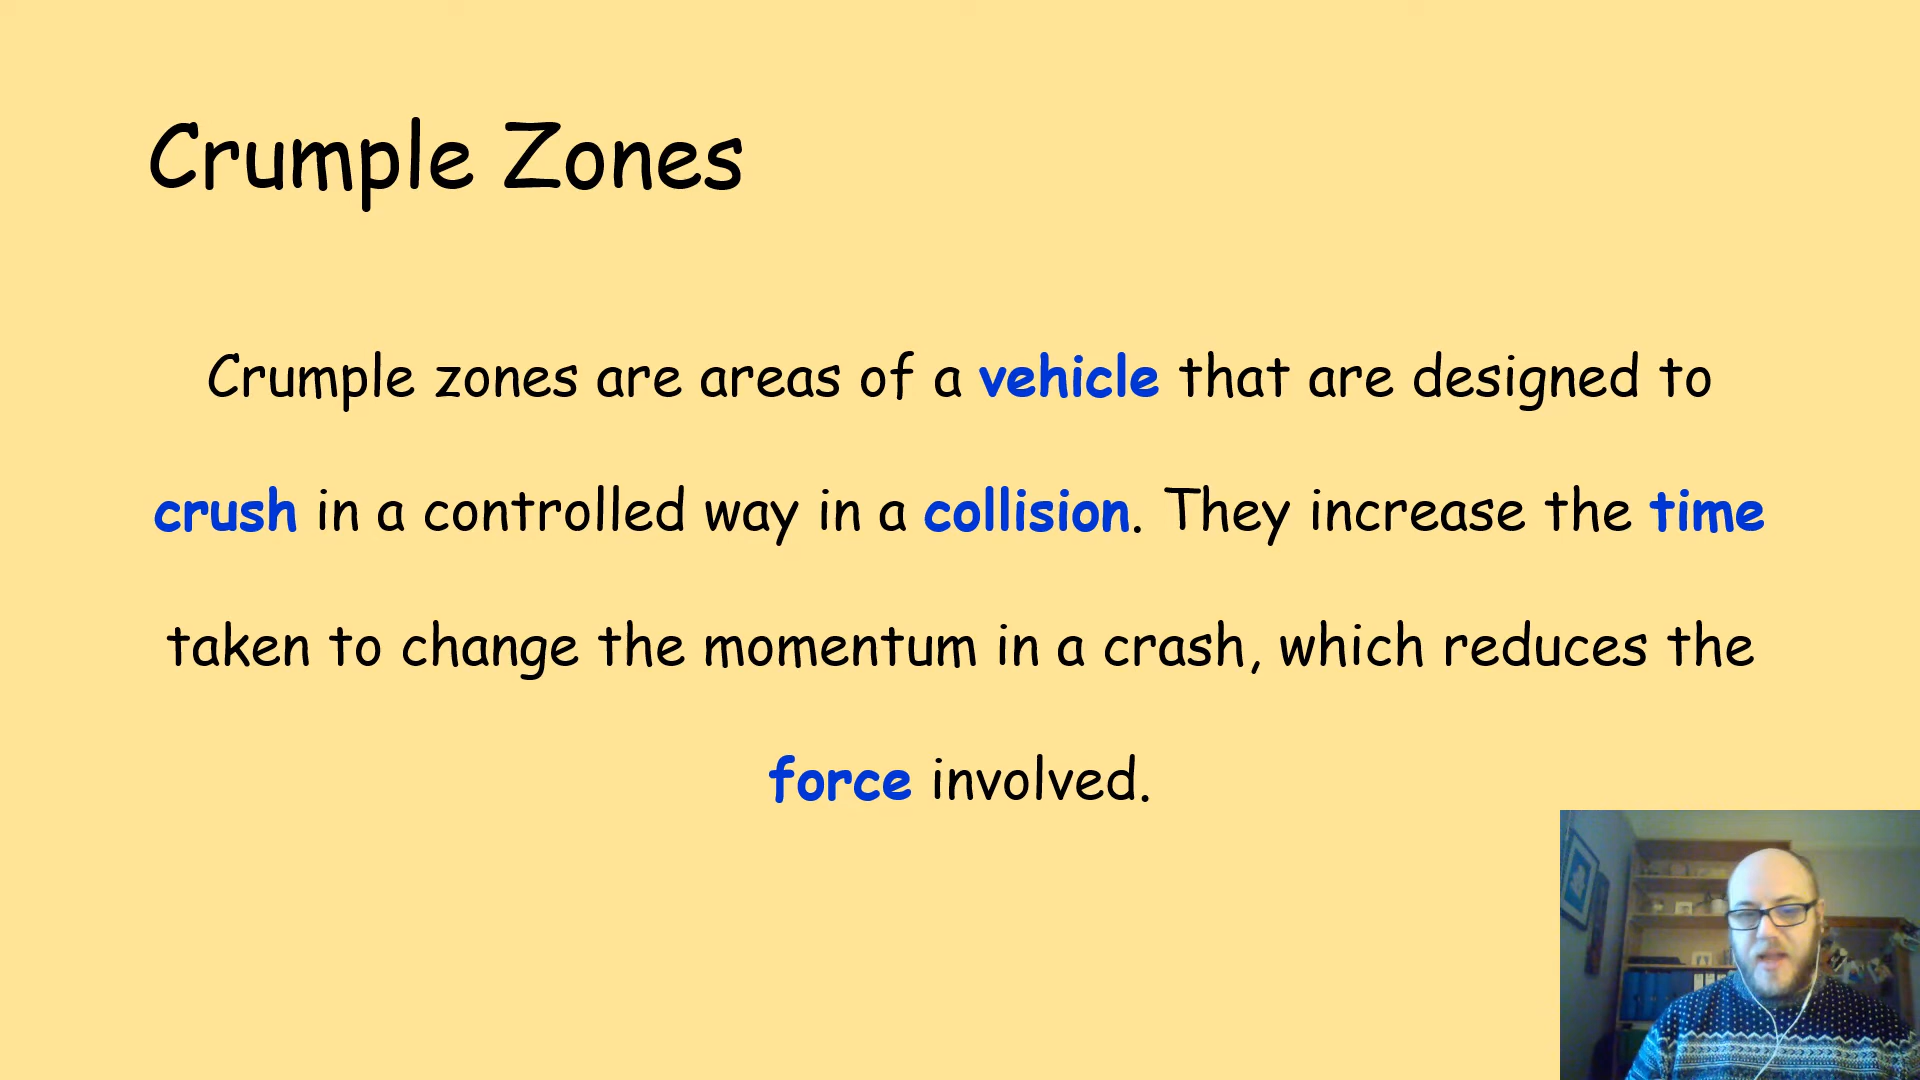 Crumple Zones
Crumple zones are areas of a vehicle that are designed to
crush in a controlled way in a collision. They increase the time
taken to change the momentum in a crash, which reduces the
force involved.